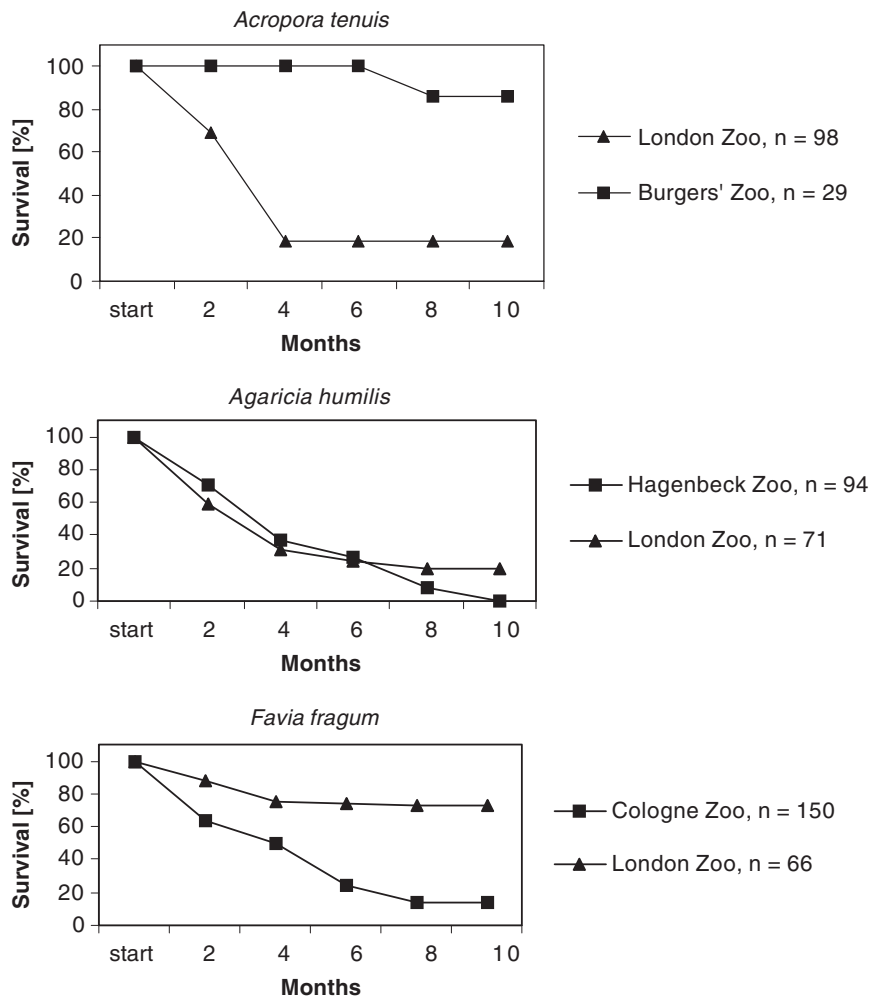 Acropora tenuis
Survival [%]
100
80
60
40
20
0
start 2 4 6 8 10
Months
London Zoo, n = 98
Burgers' Zoo, n = 29
Agaricia humilis
Survival [%]
100
80
60
40
20
0
start 2 4 6 8 10
Months
Hagenbeck Zoo, n = 94
London Zoo, n = 71
Favia fragum
Survival [%]
100
80
60
40
20
0
start 2 4 6 8 10
Months
Cologne Zoo, n = 150
London Zoo, n = 66